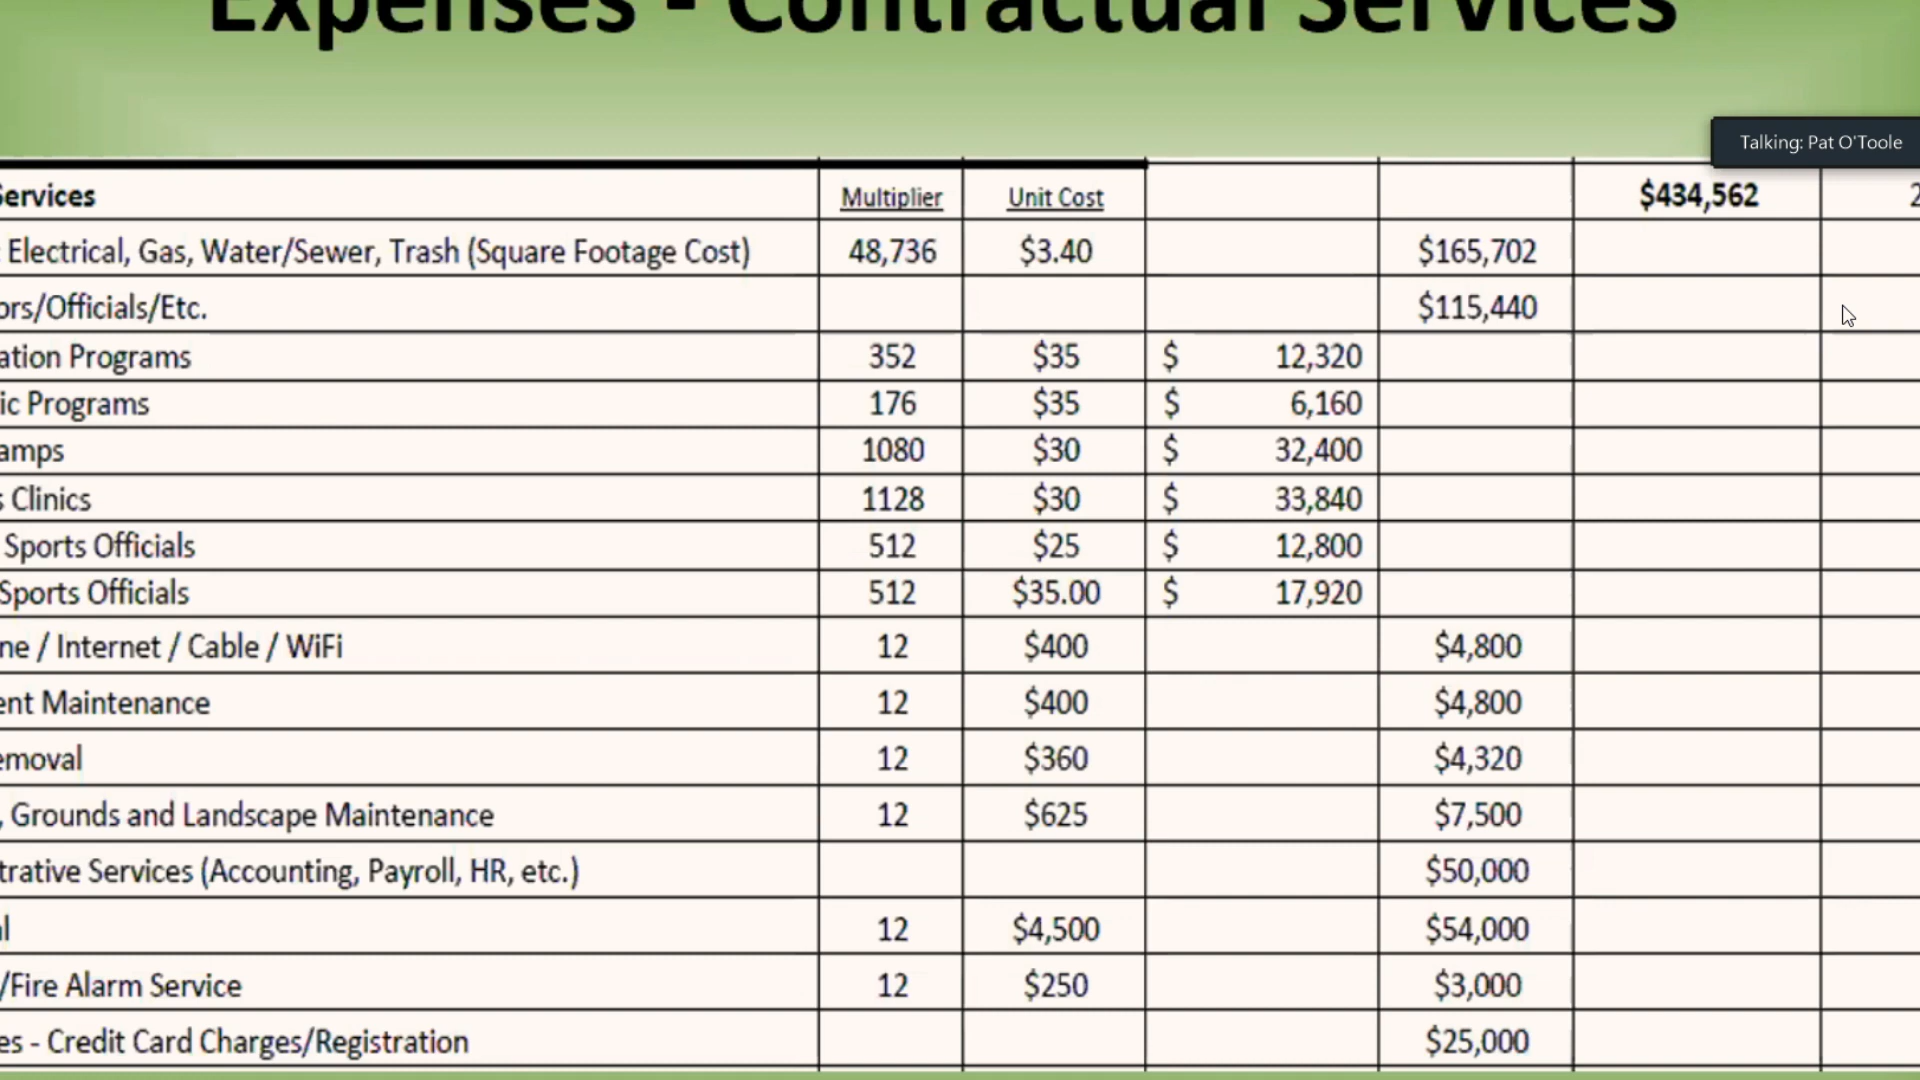 Expenses - Contractual Services
Talking: Pat O'Toole
Services Multiplier Unit Cost $434,562 2
: Electrical, Gas, Water/Sewer, Trash (Square Footage Cost) 48,736 $3.40 $165,702
ors/Officials/Etc. $115,440
ation Programs 352 $35 $ 12,320
ic Programs 176 $35 $ 6,160
amps 1080 $30 $ 32,400
s Clinics 1128 $30 $ 33,840
Sports Officials 512 $25 $ 12,800
Sports Officials 512 $35.00 $ 17,920
ne / Internet / Cable / WiFi 12 $400 $4,800
ent Maintenance 12 $400 $4,800
emoval 12 $360 $4,320
, Grounds and Landscape Maintenance 12 $625 $7,500
trative Services (Accounting, Payroll, HR, etc.) $50,000
al 12 $4,500 $54,000
/Fire Alarm Service 12 $250 $3,000
es - Credit Card Charges/Registration $25,000